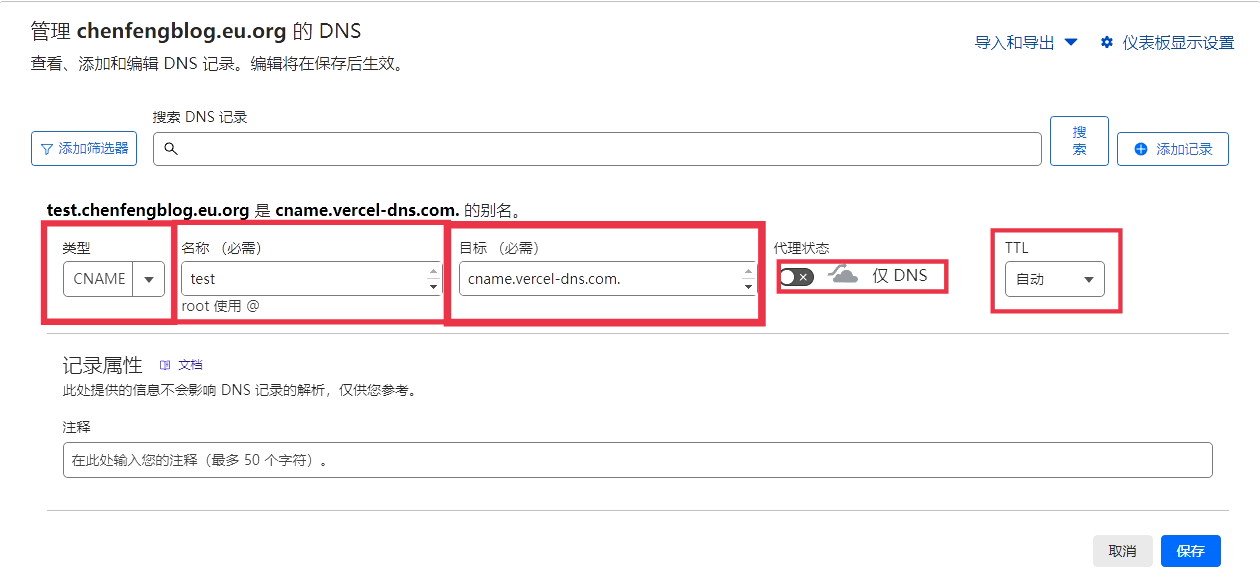 管理 chenfengblog.eu.org 的 DNS
导入和导出
仪表板显示设置
查看、添加和编辑 DNS 记录。编辑将在保存后生效。
搜索 DNS 记录
添加筛选器
搜
索
添加记录
test.chenfengblog.eu.org 是 cname.vercel-dns.com. 的别名。
类型
名称 （必需）
目标 （必需）
代理状态
TTL
CNAME
test
cname.vercel-dns.com.
仅 DNS
自动
root 使用 @
记录属性
文档
此处提供的信息不会影响 DNS 记录的解析，仅供您参考。
注释
在此处输入您的注释（最多 50 个字符）。
取消
保存